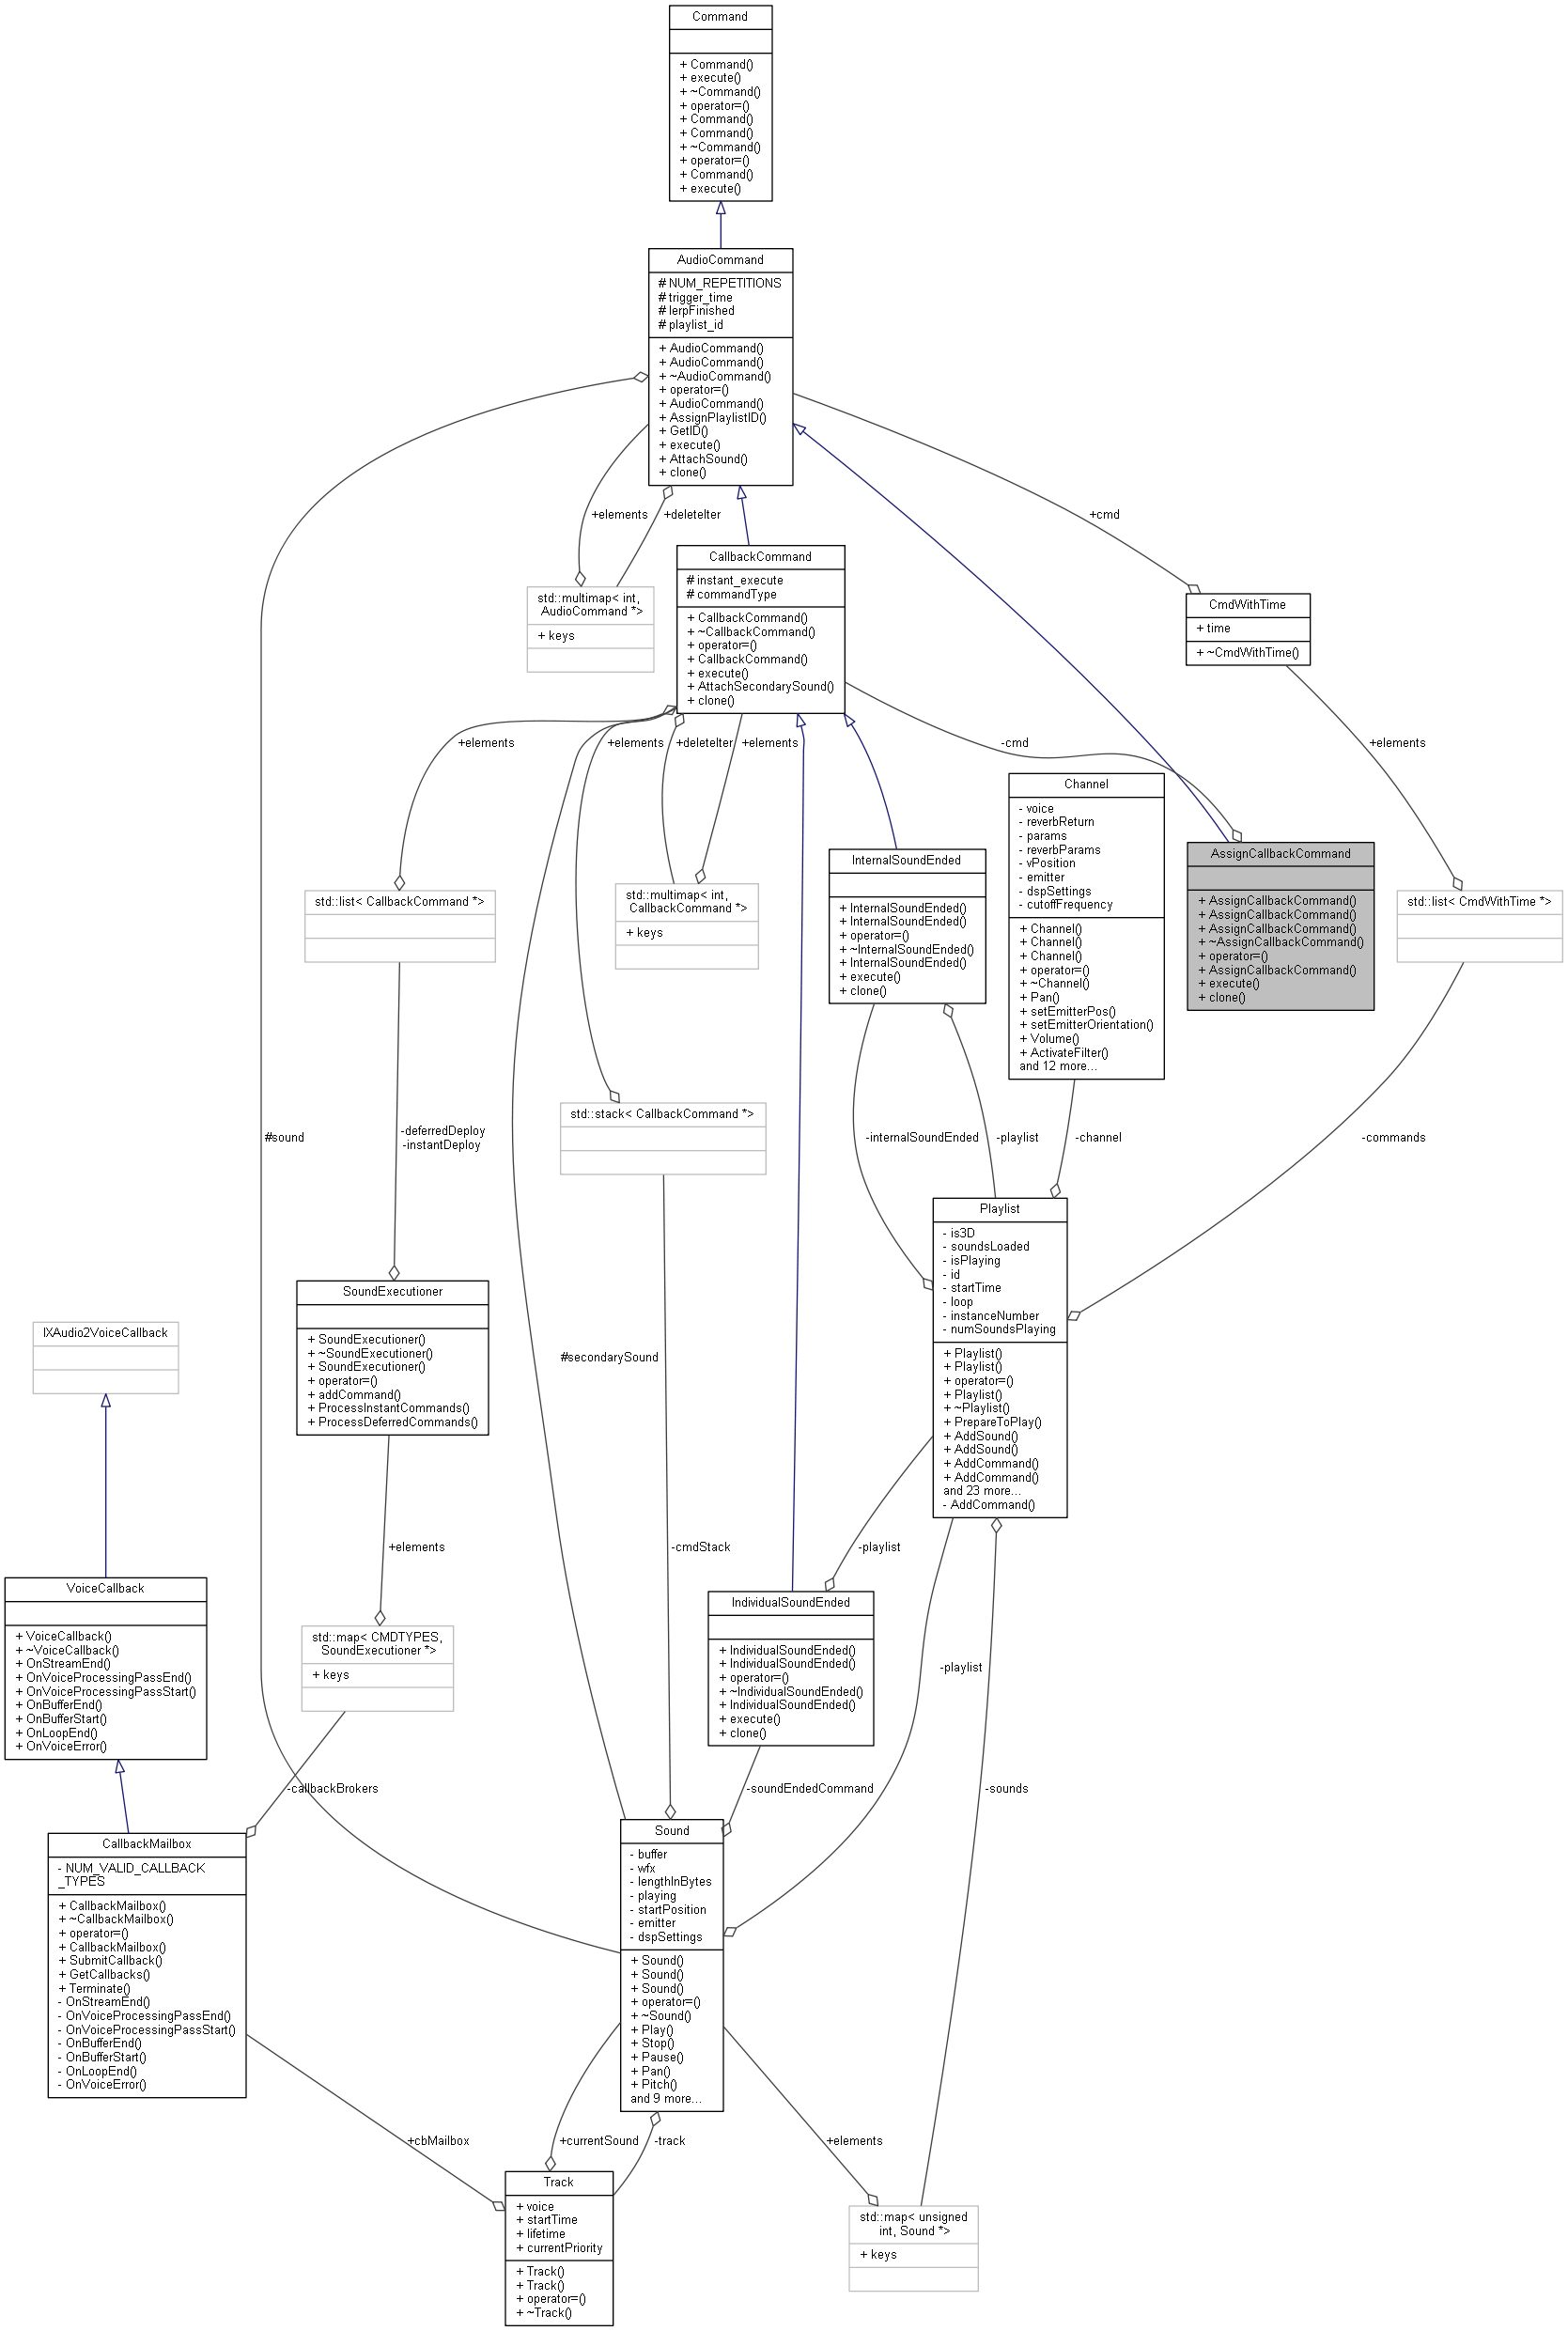 Command
+ Command()
+ execute()
+ ~Command()
+ operator=()
+ Command()
+ Command()
+ ~Command()
+ operator=()
+ Command()
+ execute()
AudioCommand
# NUM_REPETITIONS
# trigger_time
# lerpFinished
# playlist_id
+ AudioCommand()
+ AudioCommand()
+ ~AudioCommand()
+ operator=()
+ AudioCommand()
+ AssignPlaylistID()
+ GetID()
+ execute()
+ AttachSound()
+ clone()
+elements
+deleteIter
+cmd
CallbackCommand
# instant_execute
# commandType
+ CallbackCommand()
+ ~CallbackCommand()
+ operator=()
+ CallbackCommand()
+ execute()
+ AttachSecondarySound()
+ clone()
std::multimap< int,
AudioCommand *>
+ keys
CmdWithTime
+ time
+ ~CmdWithTime()
+elements
+elements
+deleteIter
+elements
-cmd
+elements
Channel
- voice
- reverbReturn
- params
- reverbParams
- vPosition
- emitter
- dspSettings
- cutoffFrequency
+ Channel()
+ Channel()
+ Channel()
+ operator=()
+ ~Channel()
+ Pan()
+ setEmitterPos()
+ setEmitterOrientation()
+ Volume()
+ ActivateFilter()
and 12 more...
InternalSoundEnded
+ InternalSoundEnded()
+ InternalSoundEnded()
+ operator=()
+ ~InternalSoundEnded()
+ InternalSoundEnded()
+ execute()
+ clone()
AssignCallbackCommand
+ AssignCallbackCommand()
+ AssignCallbackCommand()
+ AssignCallbackCommand()
+ ~AssignCallbackCommand()
+ operator=()
+ AssignCallbackCommand()
+ execute()
+ clone()
std::list< CallbackCommand *>
std::multimap< int,
CallbackCommand *>
+ keys
std::list< CmdWithTime *>
std::stack< CallbackCommand *>
#sound
-deferredDeploy
-instantDeploy
-internalSoundEnded
-playlist
-channel
-commands
Playlist
- is3D
- soundsLoaded
- isPlaying
- id
- startTime
- loop
- instanceNumber
- numSoundsPlaying
+ Playlist()
+ Playlist()
+ operator=()
+ Playlist()
+ ~Playlist()
+ PrepareToPlay()
+ AddSound()
+ AddSound()
+ AddCommand()
+ AddCommand()
and 23 more...
- AddCommand()
SoundExecutioner
+ SoundExecutioner()
+ ~SoundExecutioner()
+ SoundExecutioner()
+ operator=()
+ addCommand()
+ ProcessInstantCommands()
+ ProcessDeferredCommands()
IXAudio2VoiceCallback
#secondarySound
+elements
-cmdStack
-playlist
VoiceCallback
+ VoiceCallback()
+ ~VoiceCallback()
+ OnStreamEnd()
+ OnVoiceProcessingPassEnd()
+ OnVoiceProcessingPassStart()
+ OnBufferEnd()
+ OnBufferStart()
+ OnLoopEnd()
+ OnVoiceError()
std::map< CMDTYPES,
SoundExecutioner *>
+ keys
IndividualSoundEnded
+ IndividualSoundEnded()
+ IndividualSoundEnded()
+ operator=()
+ ~IndividualSoundEnded()
+ IndividualSoundEnded()
+ execute()
+ clone()
-playlist
-callbackBrokers
-soundEndedCommand
-sounds
CallbackMailbox
- NUM_VALID_CALLBACK
_TYPES
+ CallbackMailbox()
+ ~CallbackMailbox()
+ operator=()
+ CallbackMailbox()
+ SubmitCallback()
+ GetCallbacks()
+ Terminate()
- OnStreamEnd()
- OnVoiceProcessingPassEnd()
- OnVoiceProcessingPassStart()
- OnBufferEnd()
- OnBufferStart()
- OnLoopEnd()
- OnVoiceError()
Sound
- buffer
- wfx
- lengthInBytes
- playing
- startPosition
- emitter
- dspSettings
+ Sound()
+ Sound()
+ Sound()
+ operator=()
+ ~Sound()
+ Play()
+ Stop()
+ Pause()
+ Pan()
+ Pitch()
and 9 more...
+cbMailbox
+currentSound
-track
+elements
Track
+ voice
+ startTime
+ lifetime
+ currentPriority
+ Track()
+ Track()
+ operator=()
+ ~Track()
std::map< unsigned
int, Sound *>
+ keys